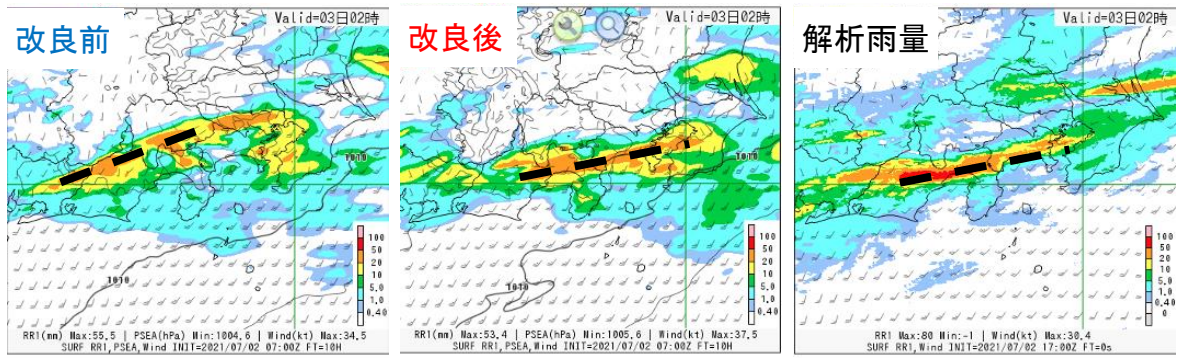 改良前
Valid=03日02時
1010
1010
100
50
20
10
5.0
1.0
0.40
RR1(mm) Max:55.5 | PSEA(hPa) Min:1004.6 | Wind(kt) Max:34.5
SURF RR1,PSEA,Wind INIT=2021/07/02 07:00Z FT=10H
改良後
Valid=03日02時
1010
1010
100
50
20
10
5.0
1.0
0.40
RR1(mm) Max:53.4 | PSEA(hPa) Min:1005.6 | Wind(kt) Max:37.5
SURF RR1,PSEA,Wind INIT=2021/07/02 07:00Z FT=10H
解析雨量
Valid=03日02時
100
50
20
10
5.0
1.0
0.40
0
RR1 Max:80 Min:-1 | Wind(kt) Max:30.4
SURF RR1,Wind INIT=2021/07/02 17:00Z FT=0s